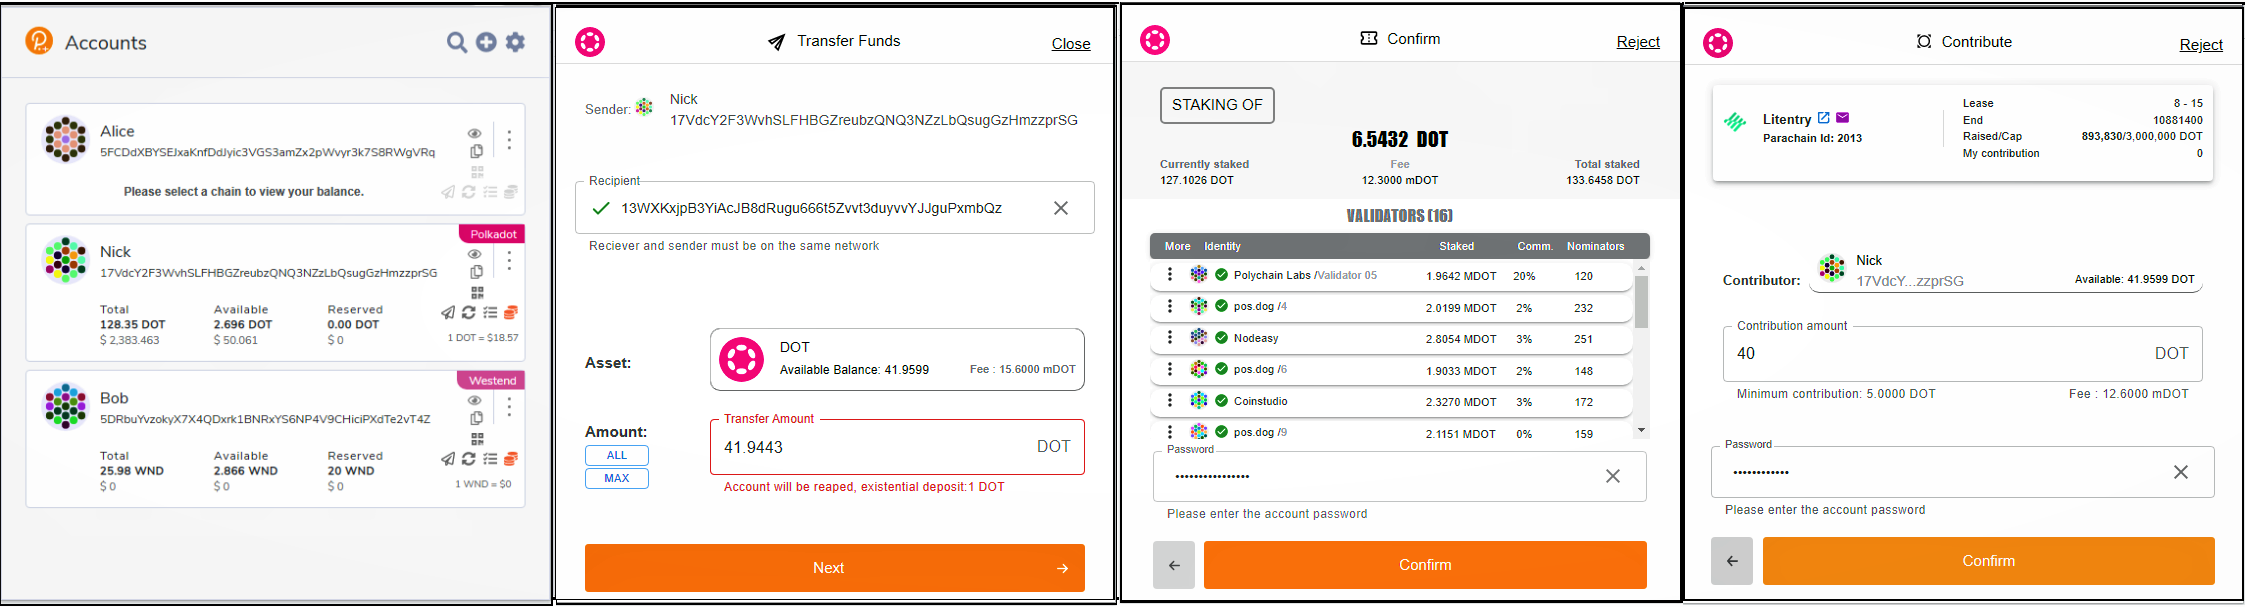 Accounts
Alice
5FCDdXBYSEJxaKnfDdJyic3VGS3amZx2pWvyr3k7S8RWgVRq
Please select a chain to view your balance.
Polkadot
Nick
17VdcY2F3WvhSLFHBGZreubzQNQ3NZzLbQsugGzHmzzprSG
Total Available Reserved
128.35 DOT 2.696 DOT 0.00 DOT
$ 2,383.463 $ 50.061 $ 0
1 DOT = $18.57
Westend
Bob
5DRbuYvzokyX7X4QDxrk1BNRxYS6NP4V9CHiciPXdTe2vT4Z
Total Available Reserved
25.98 WND 2.866 WND 20 WND
$ 0 $ 0 $ 0
1 WND = $0
Transfer Funds
Close
Sender:
Nick
17VdcY2F3WvhSLFHBGZreubzQNQ3NZzLbQsugGzHmzzprSG
Recipient
13WXKxjpB3YiAcJB8dRugu666t5Zvvt3duyvvYJJguPxmbQz
Reciever and sender must be on the same network
Asset:
DOT
Available Balance: 41.9599 Fee : 15.6000 mDOT
Amount:
ALL
MAX
Transfer Amount
41.9443 DOT
Account will be reaped, existential deposit:1 DOT
Next
Confirm
Reject
STAKING OF
6.5432 DOT
Currently staked Fee Total staked
127.1026 DOT 12.3000 mDOT 133.6458 DOT
VALIDATORS (16)
More Identity Staked Comm. Nominators
Polychain Labs /Validator 05 1.9642 MDOT 20% 120
pos.dog /4 2.0199 MDOT 2% 232
Nodeasy 2.8054 MDOT 3% 251
pos.dog /6 1.9033 MDOT 2% 148
Coinstudio 2.3270 MDOT 3% 172
pos.dog /9 2.1151 MDOT 0% 159
Password
Please enter the account password
Confirm
Contribute
Reject
Litentry
Parachain Id: 2013
Lease 8 - 15
End 10881400
Raised/Cap 893,830/3,000,000 DOT
My contribution 0
Contributor:
Nick
17VdcY...zzprSG
Available: 41.9599 DOT
Contribution amount
40 DOT
Minimum contribution: 5.0000 DOT Fee : 12.6000 mDOT
Password
Please enter the account password
Confirm